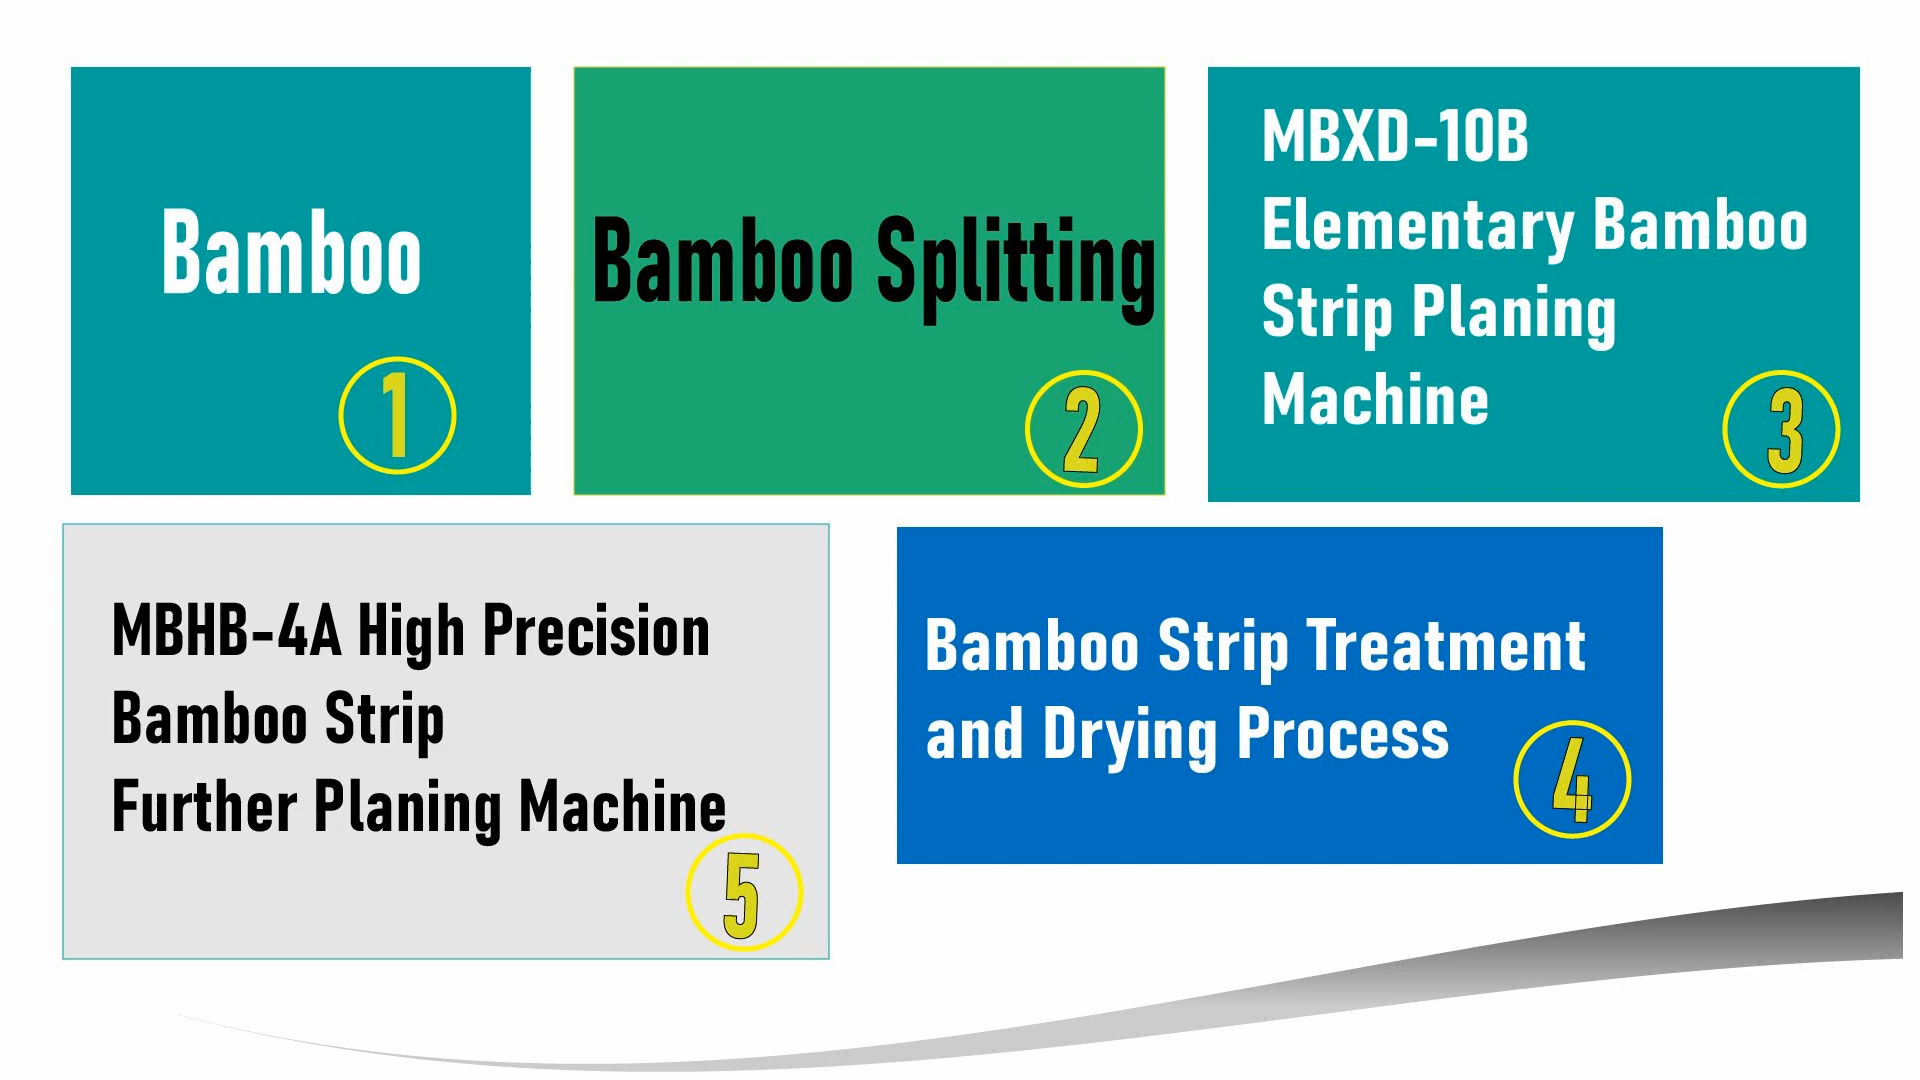 Bamboo
1
Bamboo Splitting
2
MBXD-10B
Elementary Bamboo
Strip Planing
Machine
3
Bamboo Strip Treatment
and Drying Process
4
MBHB-4A High Precision
Bamboo Strip
Further Planing Machine
5